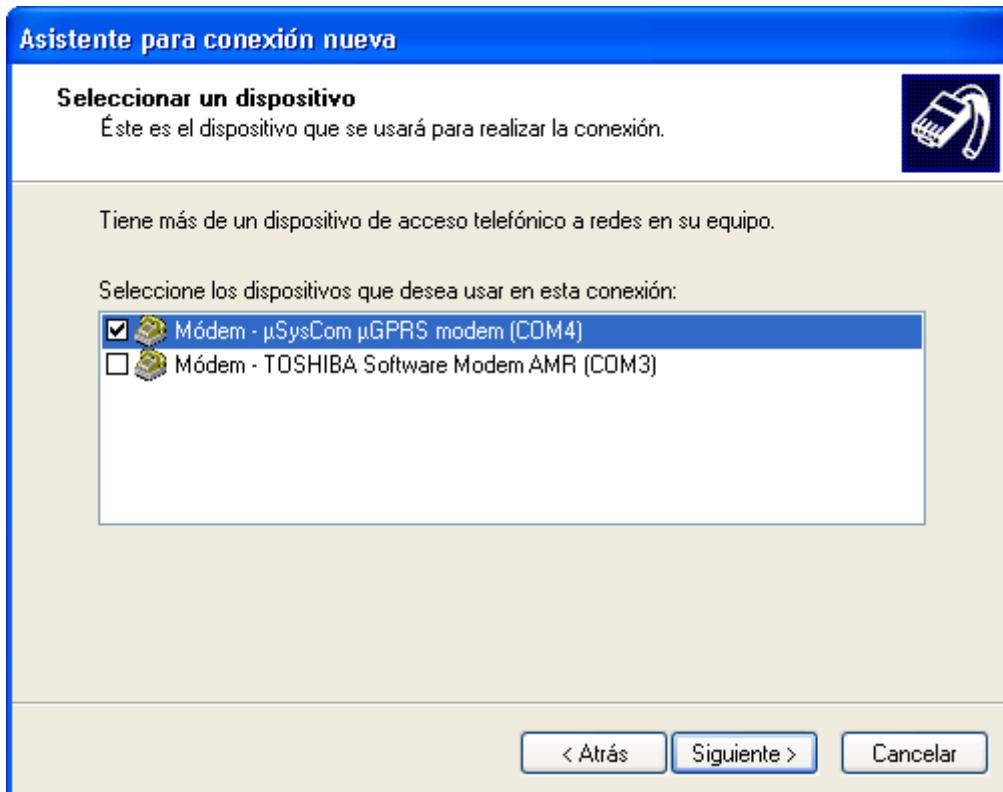 Asistente para conexión nueva
Seleccionar un dispositivo
Éste es el dispositivo que se usará para realizar la conexión.
Tiene más de un dispositivo de acceso telefónico a redes en su equipo.
Seleccione los dispositivos que desea usar en esta conexión:
Módem - µSysCom µGPRS modem (COM4)
Módem - TOSHIBA Software Modem AMR (COM3)
< Atrás Siguiente > Cancelar